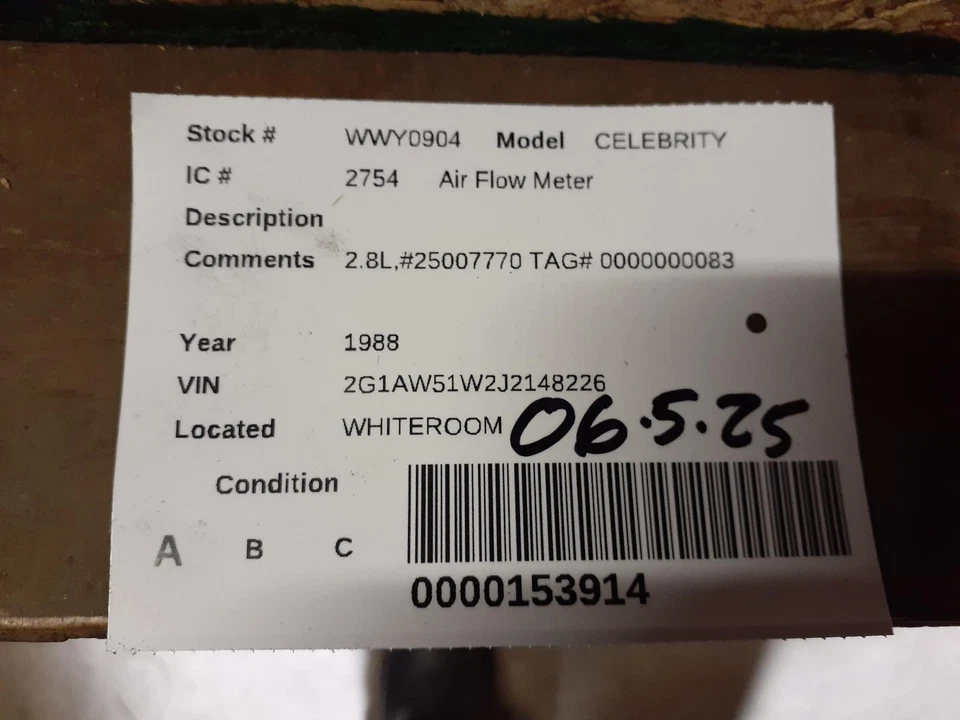 Stock # WWY0904 Model CELEBRITY
IC # 2754 Air Flow Meter
Description
Comments 2.8L,#25007770 TAG# 0000000083
Year 1988
VIN 2G1AW51W2J2148226
Located WHITEROOM 06.5.25
Condition
A B C
0000153914